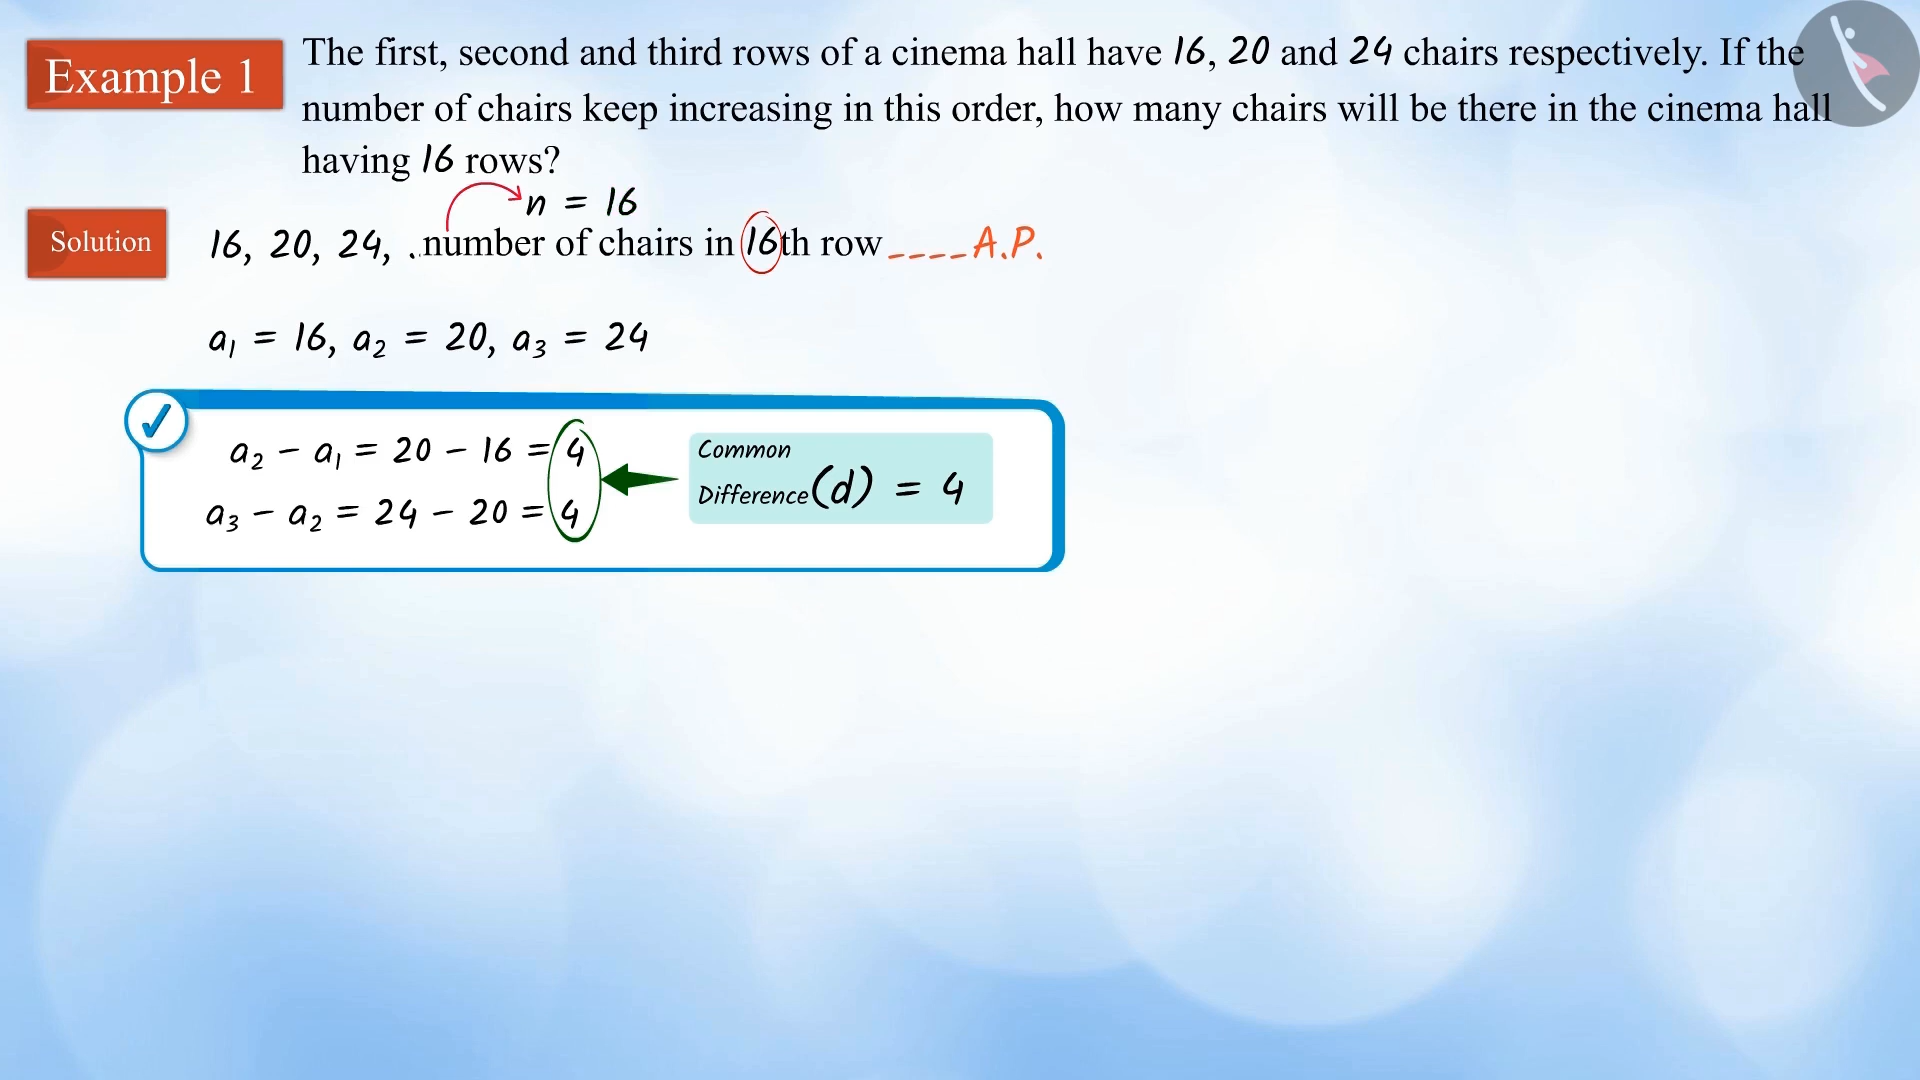 Example 1
The first, second and third rows of a cinema hall have 16, 20 and 24 chairs respectively. If the
number of chairs keep increasing in this order, how many chairs will be there in the cinema hall
having 16 rows?
n = 16
Solution
16, 20, 24, ..number of chairs in 16th row ____A.P.
a₁ = 16, a₂ = 20, a₃ = 24
a₂ − a₁ = 20 − 16 = 4
a₃ − a₂ = 24 − 20 = 4
Common
Difference(d) = 4